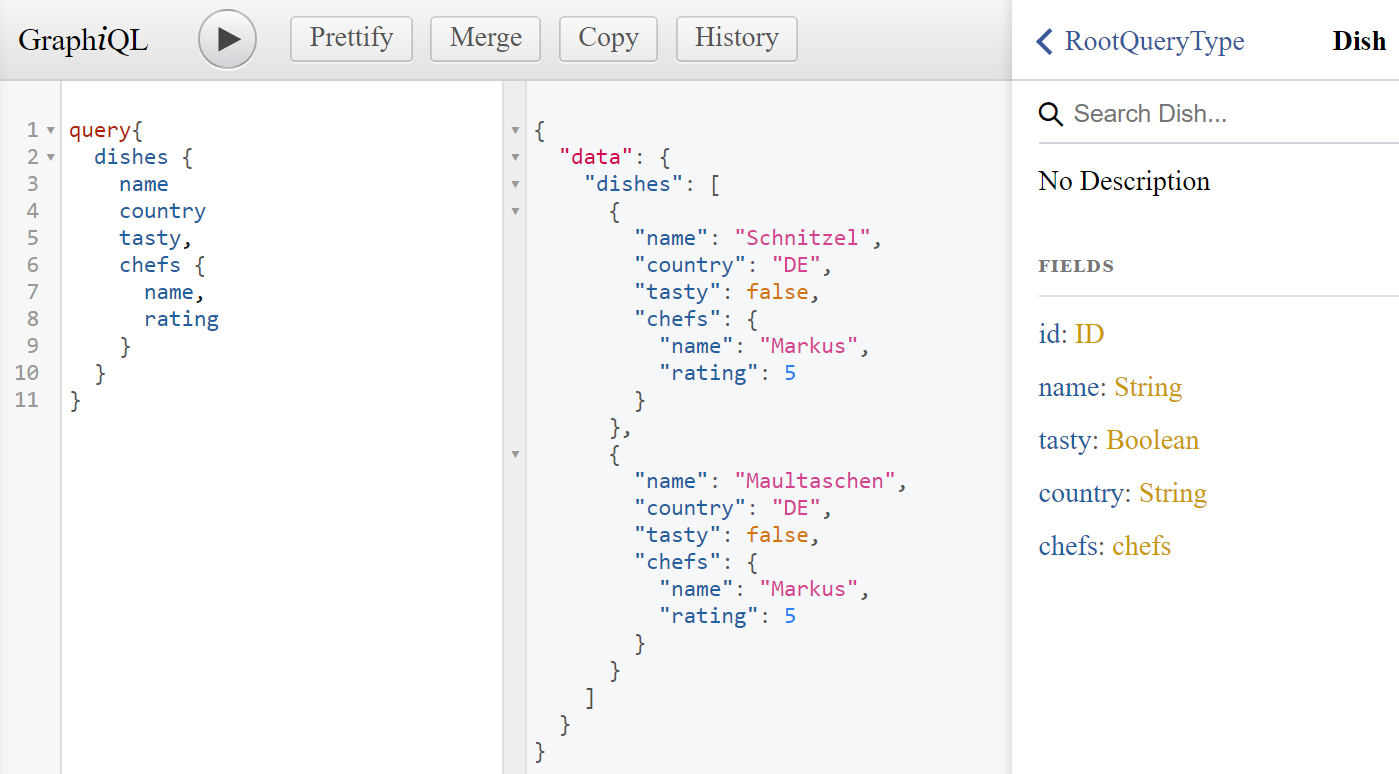 GraphiQL Prettify Merge Copy History
1 query{
2   dishes {
3     name
4     country
5     tasty,
6     chefs {
7       name,
8       rating
9     }
10   }
11 }
{
  "data": {
    "dishes": [
      {
        "name": "Schnitzel",
        "country": "DE",
        "tasty": false,
        "chefs": {
          "name": "Markus",
          "rating": 5
        }
      },
      {
        "name": "Maultaschen",
        "country": "DE",
        "tasty": false,
        "chefs": {
          "name": "Markus",
          "rating": 5
        }
      }
    ]
  }
}
RootQueryType Dish
Search Dish...
No Description
FIELDS
id: ID
name: String
tasty: Boolean
country: String
chefs: chefs